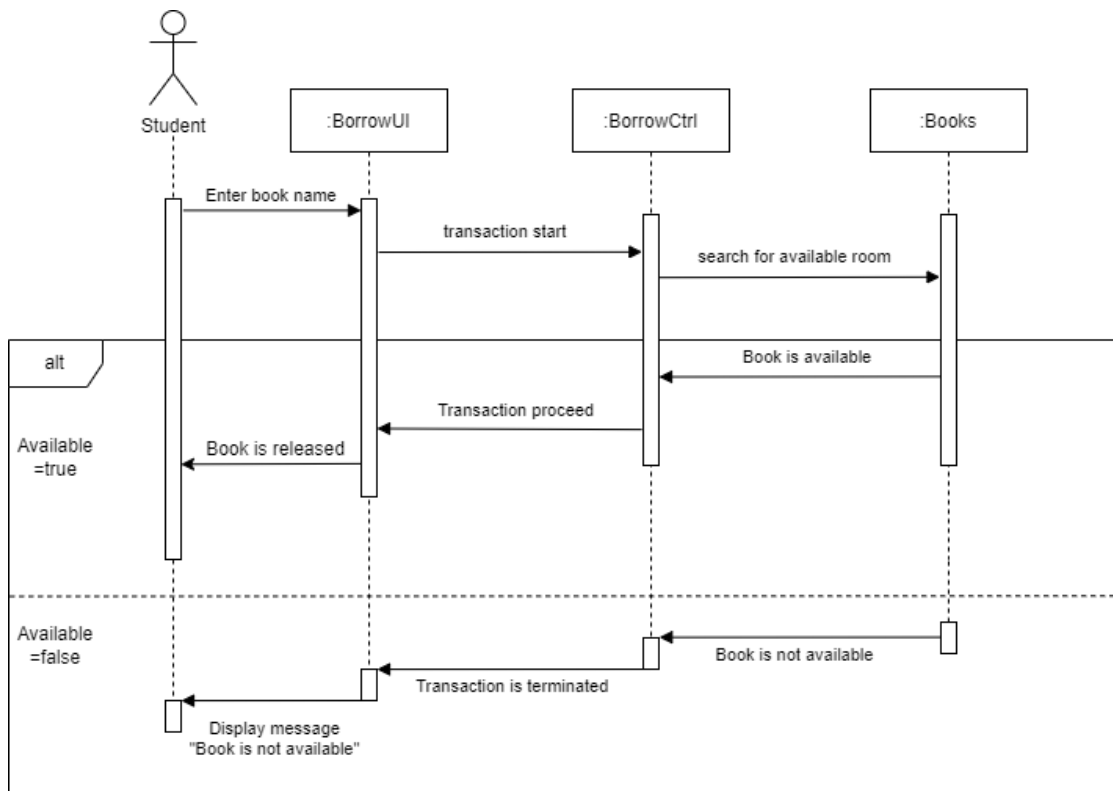 Student
:BorrowUI
:BorrowCtrl
:Books
Enter book name
transaction start
search for available room
alt
Book is available
Transaction proceed
Available
=true
Book is released
Available
=false
Book is not available
Transaction is terminated
Display message
"Book is not available"